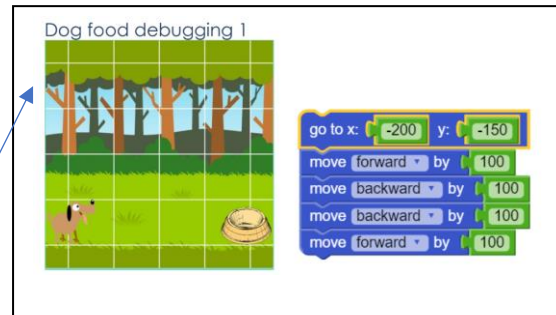 Dog food debugging 1
go to x: -200 y: -150
move forward by 100
move backward by 100
move backward by 100
move forward by 100